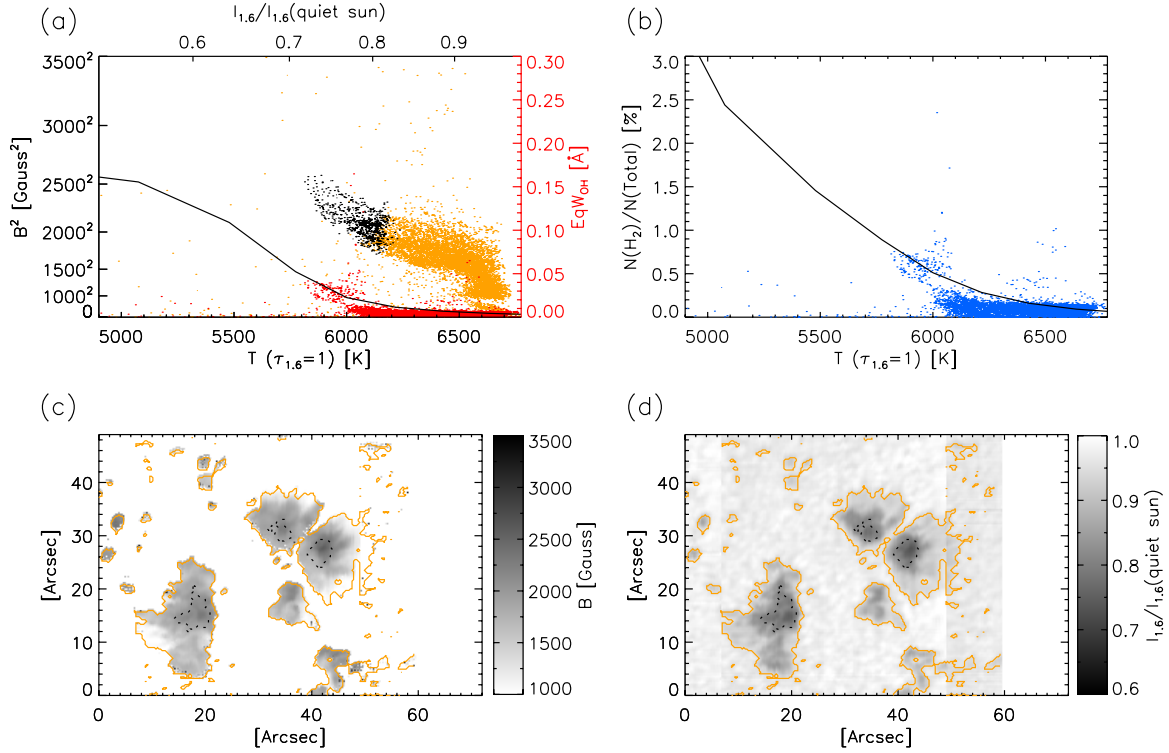 (a)
I1.6/I1.6(quiet sun)
0.6 0.7 0.8 0.9
3500²
3000²
2500²
2000²
1500²
1000²
0
B² [Gauss²]
0.30
0.25
0.20
0.15
0.10
0.05
0.00
EqWOH [Å]
5000 5500 6000 6500
T (τ1.6=1) [K]
(b)
3.0
2.5
2.0
1.5
1.0
0.5
0.0
N(H2)/N(Total) [%]
5000 5500 6000 6500
T (τ1.6=1) [K]
(c)
40
30
20
10
0
[Arcsec]
0 20 40 60
[Arcsec]
3500
3000
2500
2000
1500
1000
B [Gauss]
(d)
40
30
20
10
0
[Arcsec]
0 20 40 60
[Arcsec]
1.0
0.9
0.8
0.7
0.6
I1.6/I1.6(quiet sun)